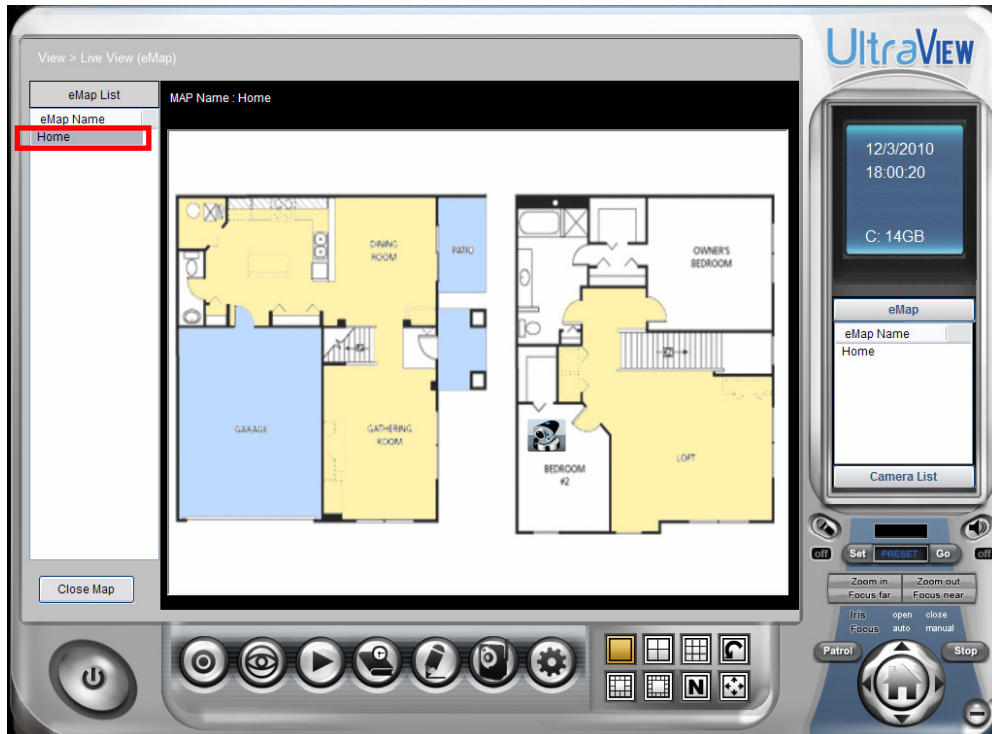 UltraVIEW
View > Live View (eMap)
eMap List
eMap Name
Home
MAP Name : Home
DINING
ROOM
PATIO
GARAGE
GATHERING
ROOM
OWNER'S
BEDROOM
BEDROOM
#2
LOFT
Close Map
12/3/2010
18:00:20
C: 14GB
eMap
eMap Name
Home
Camera List
off
Set PRESET Go
off
Zoom in Zoom out
Focus far Focus near
Iris open close
Focus auto manual
Patrol
Stop
N